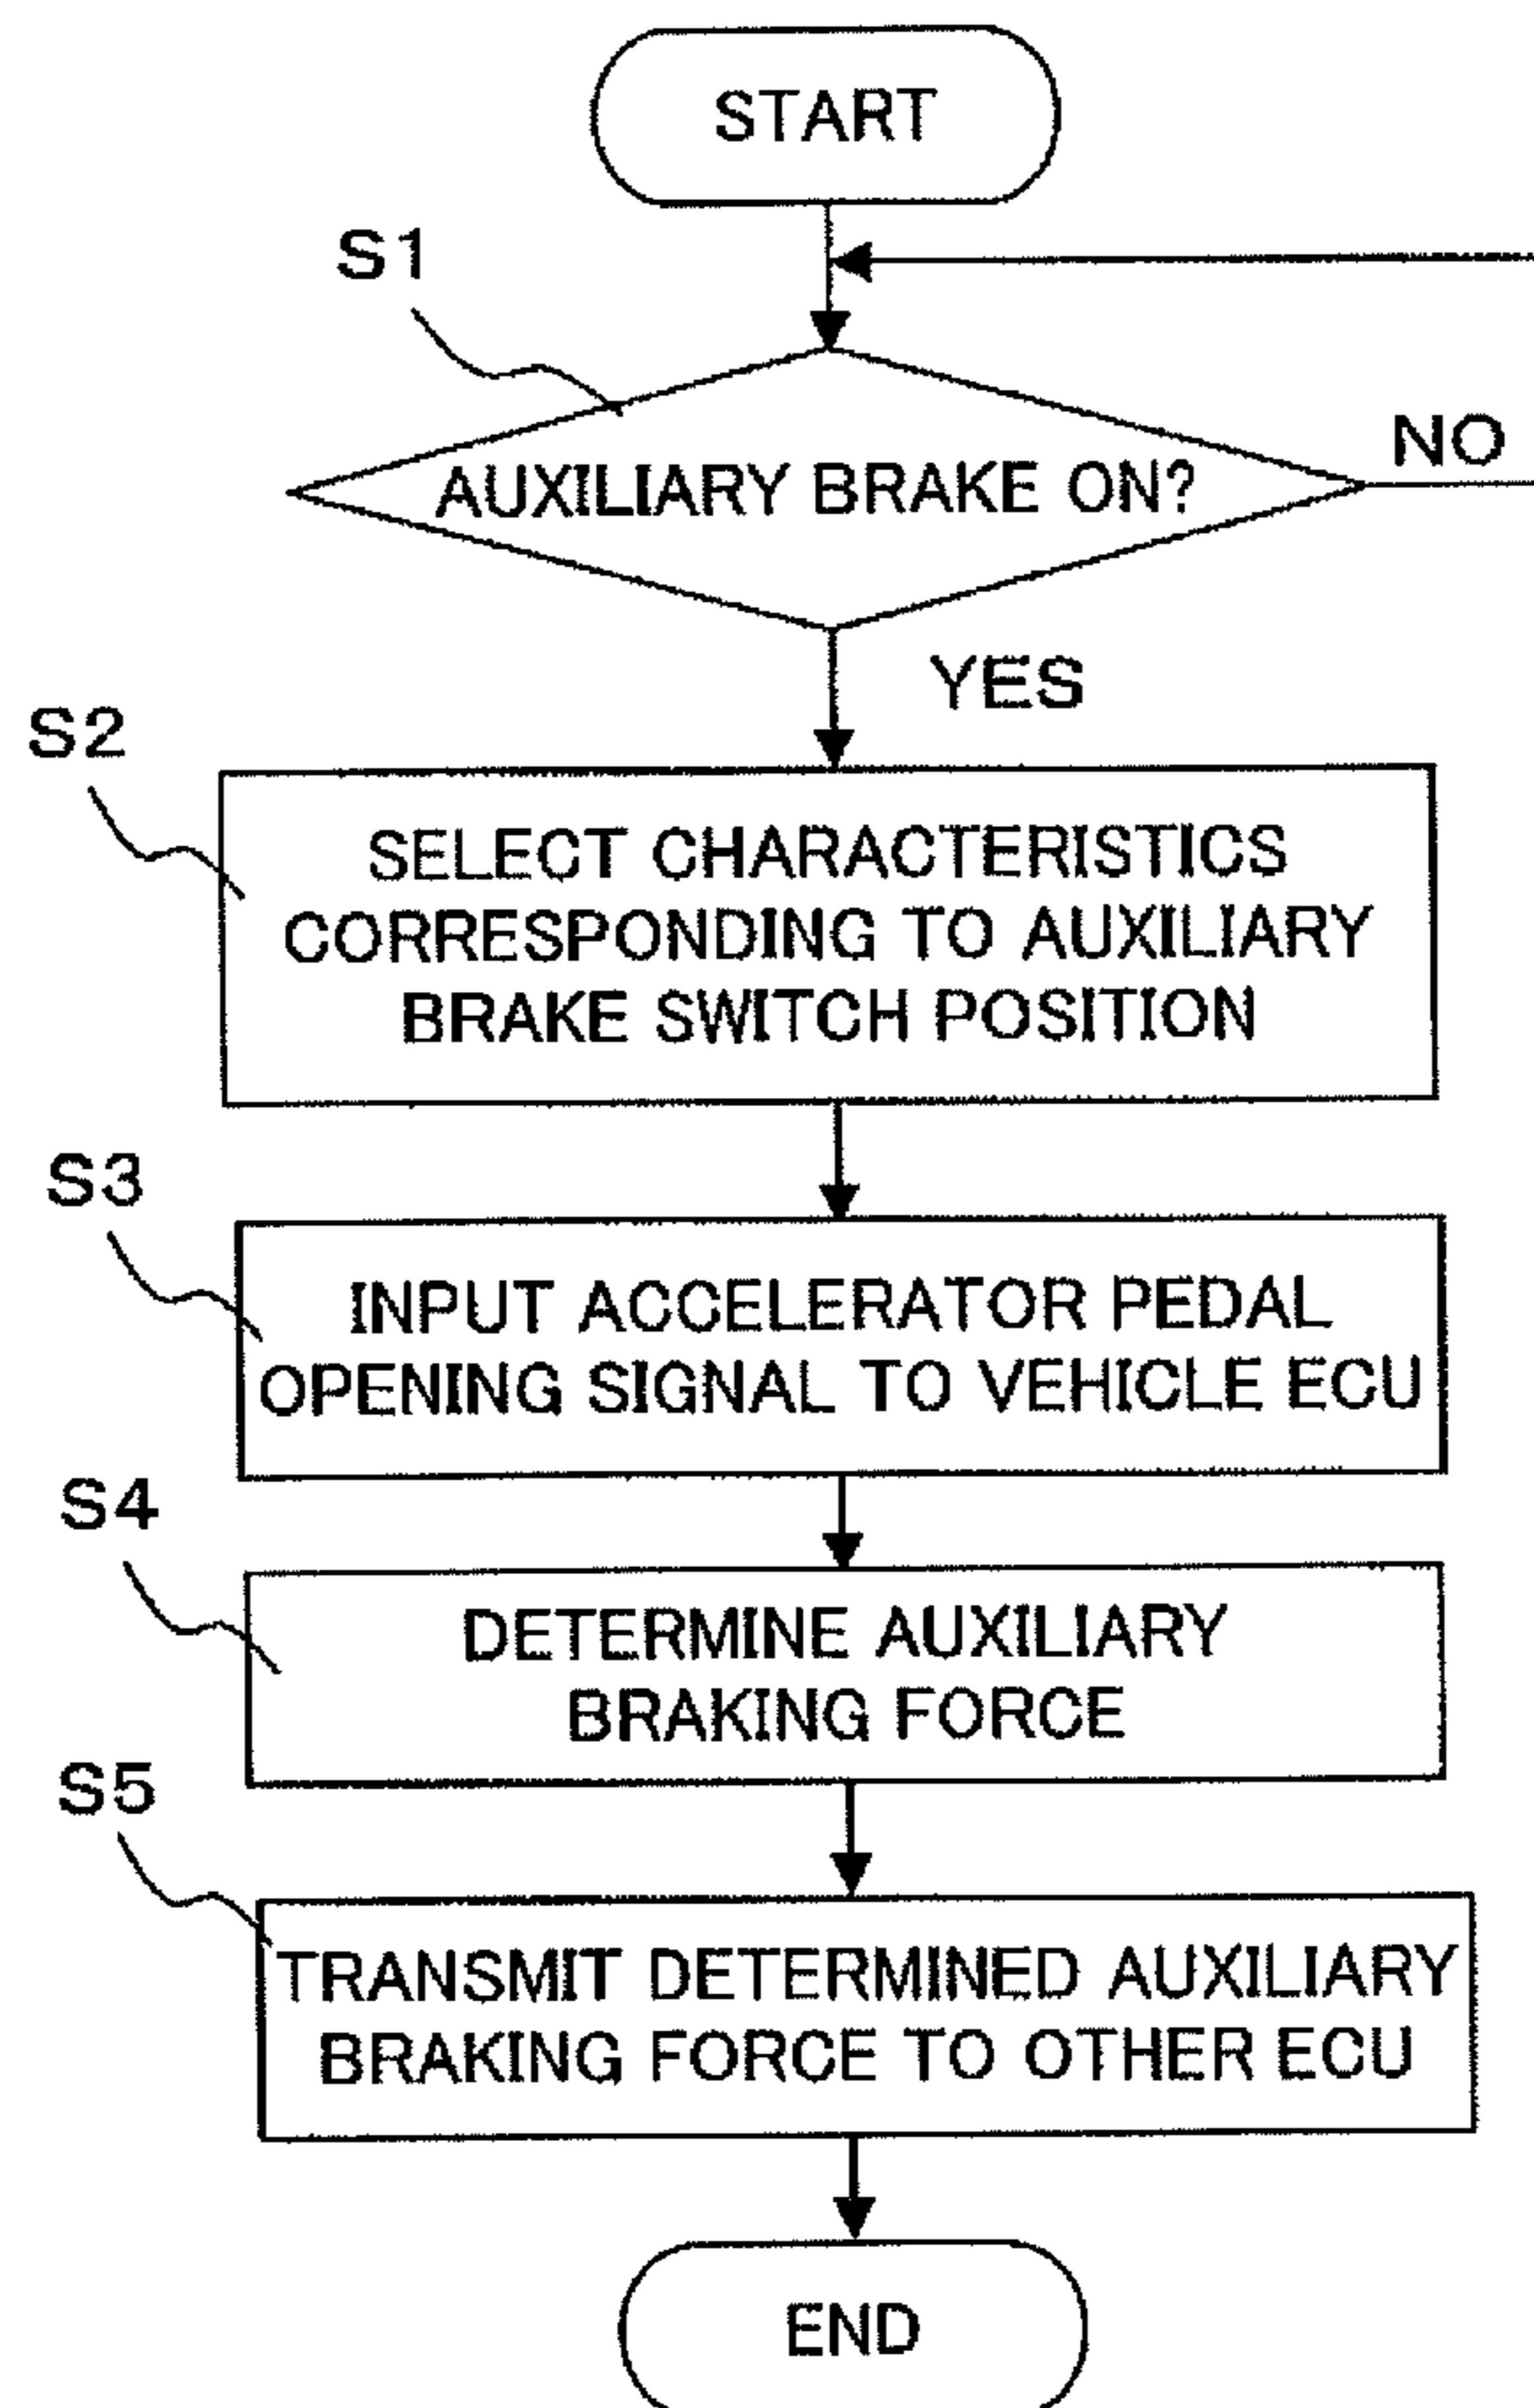 START
S1
AUXILIARY BRAKE ON?
NO
YES
S2
SELECT CHARACTERISTICS
CORRESPONDING TO AUXILIARY
BRAKE SWITCH POSITION
S3
INPUT ACCELERATOR PEDAL
OPENING SIGNAL TO VEHICLE ECU
S4
DETERMINE AUXILIARY
BRAKING FORCE
S5
TRANSMIT DETERMINED AUXILIARY
BRAKING FORCE TO OTHER ECU
END